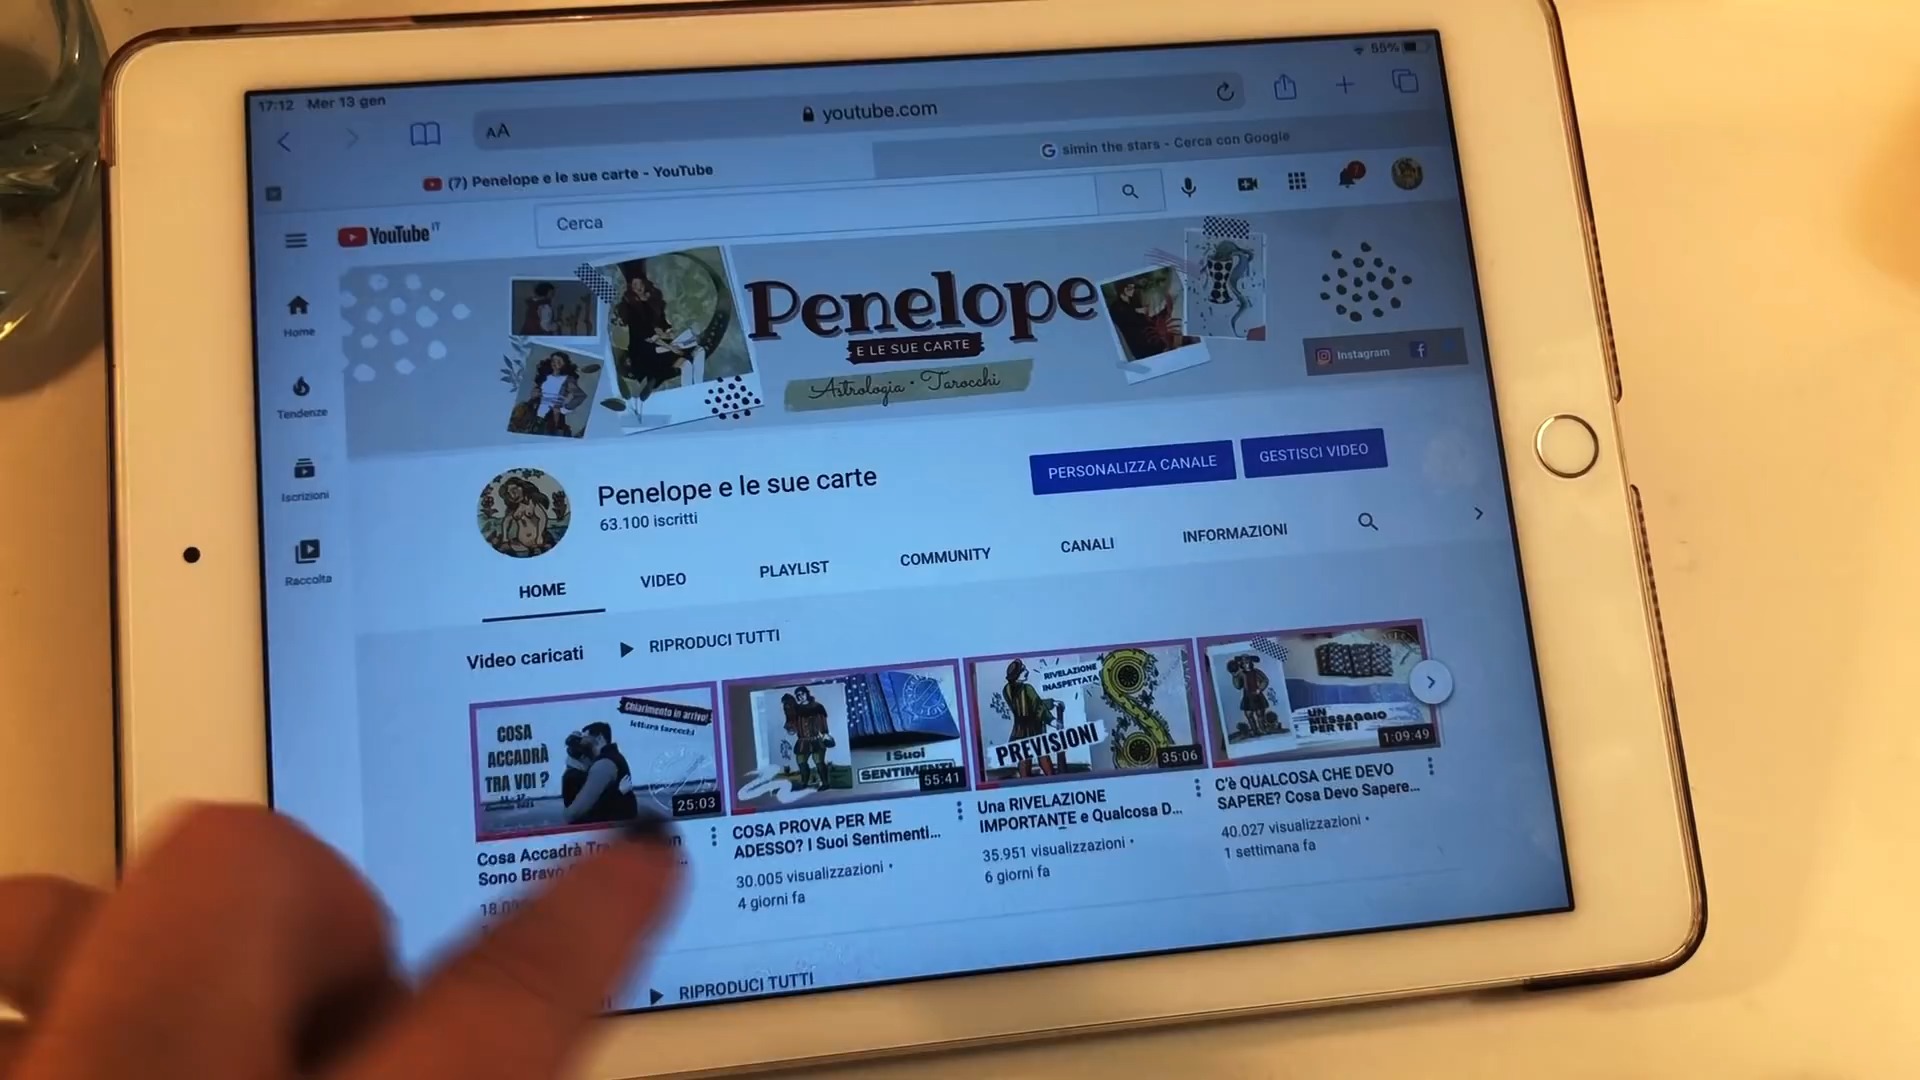 17:12 Mer 13 gen
55%
AA
youtube.com
(7) Penelope e le sue carte - YouTube
simin the stars - Cerca con Google
YouTube IT
Cerca
7
Home
Tendenze
Iscrizioni
Raccolta
Penelope
E LE SUE CARTE
Astrologia • Tarocchi
Instagram
Penelope e le sue carte
63.100 iscritti
PERSONALIZZA CANALE
GESTISCI VIDEO
HOME
VIDEO
PLAYLIST
COMMUNITY
CANALI
INFORMAZIONI
Video caricati
RIPRODUCI TUTTI
COSA
ACCADRÀ
TRA VOI ?
Chiarimento in arrivo!
lettura tarocchi
25:03
Cosa Accadrà
Sono Bravo
I Suoi
SENTIMENTI
55:41
COSA PROVA PER ME
ADESSO? I Suoi Sentimenti...
30.005 visualizzazioni •
4 giorni fa
RIVELAZIONE
INASPETTATA
PREVISIONI
35:06
Una RIVELAZIONE
IMPORTANTE e Qualcosa D...
35.951 visualizzazioni •
6 giorni fa
UN
MESSAGGIO
PER TE!
1:09:49
C'è QUALCOSA CHE DEVO
SAPERE? Cosa Devo Sapere...
40.027 visualizzazioni •
1 settimana fa
RIPRODUCI TUTTI